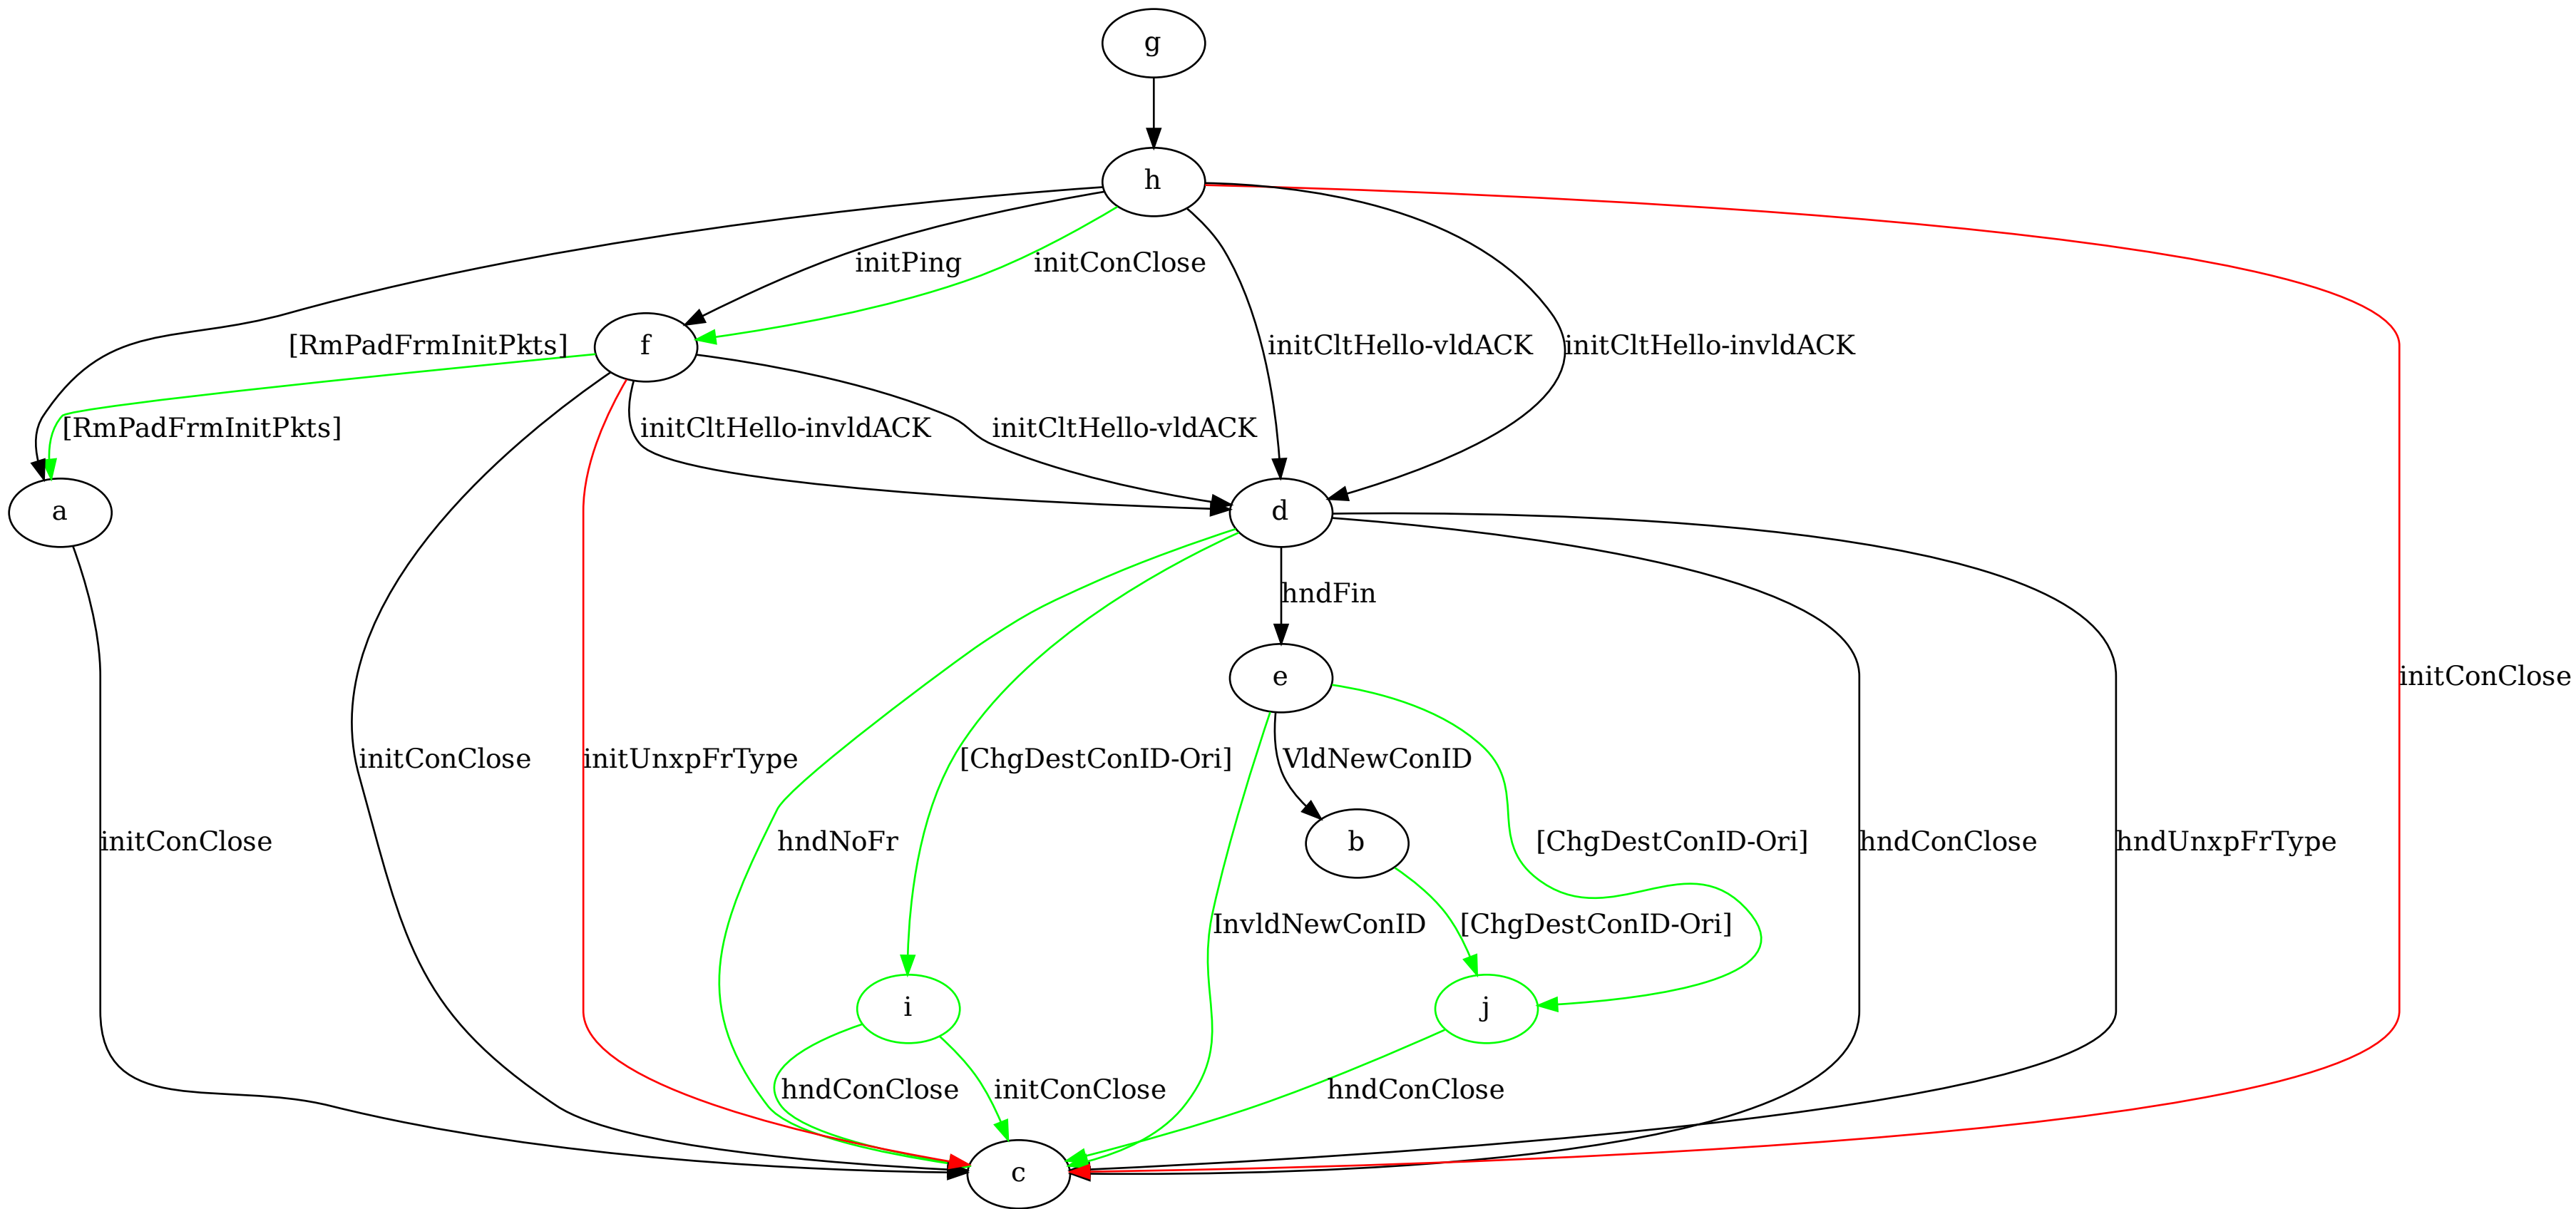 g
h
initPing
initConClose
[RmPadFrmInitPkts]
f
initCltHello-vldACK
initCltHello-invldACK
[RmPadFrmInitPkts]
initCltHello-invldACK
initCltHello-vldACK
a
d
hndFin
e
initConClose
initConClose
initUnxpFrType
[ChgDestConID-Ori]
VldNewConID
initConClose
hndNoFr
b
[ChgDestConID-Ori]
hndConClose
hndUnxpFrType
InvldNewConID
[ChgDestConID-Ori]
i
j
hndConClose
initConClose
hndConClose
c